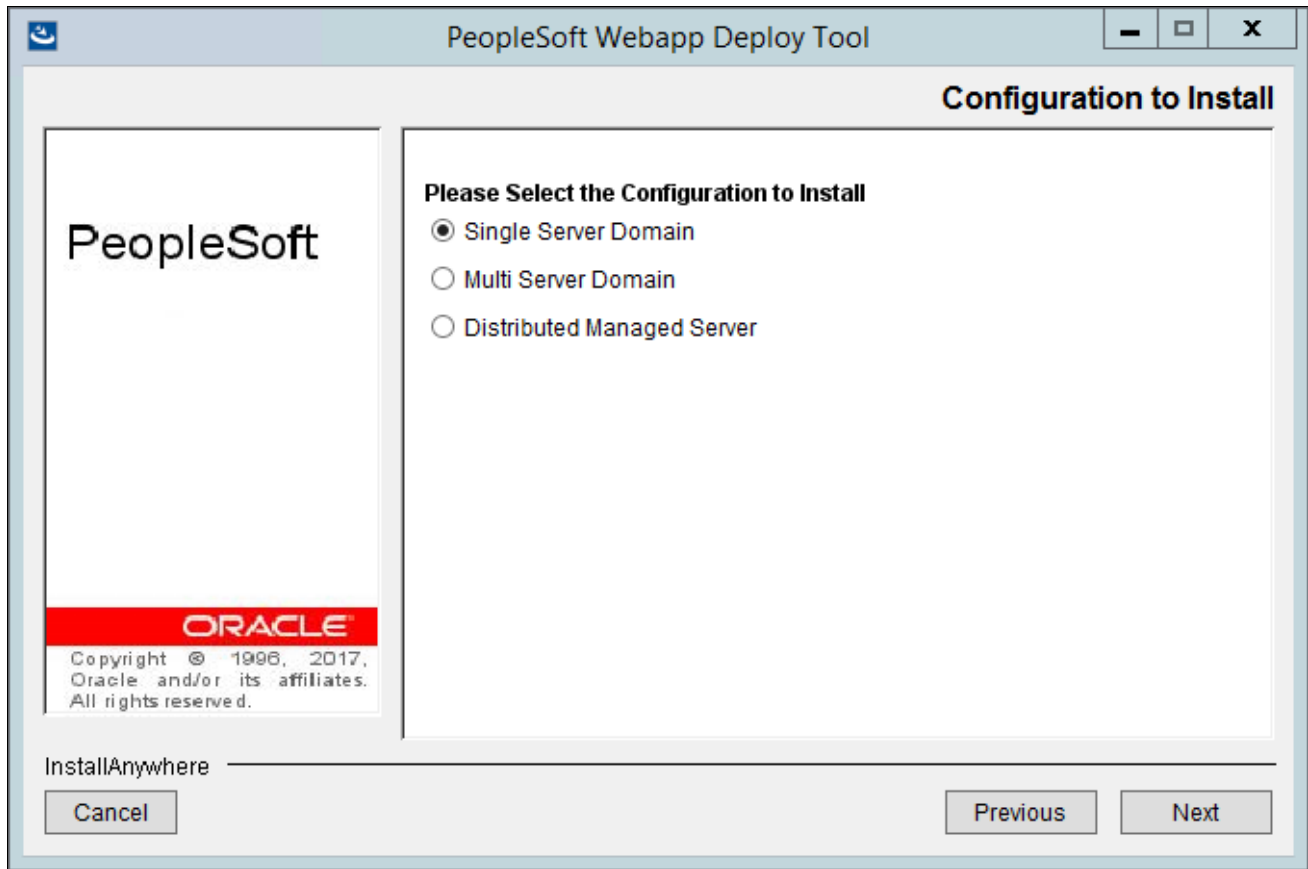 PeopleSoft Webapp Deploy Tool
Configuration to Install
PeopleSoft
Please Select the Configuration to Install
Single Server Domain
Multi Server Domain
Distributed Managed Server
ORACLE
Copyright © 1996, 2017,
Oracle and/or its affiliates.
All rights reserved.
InstallAnywhere
Cancel
Previous
Next